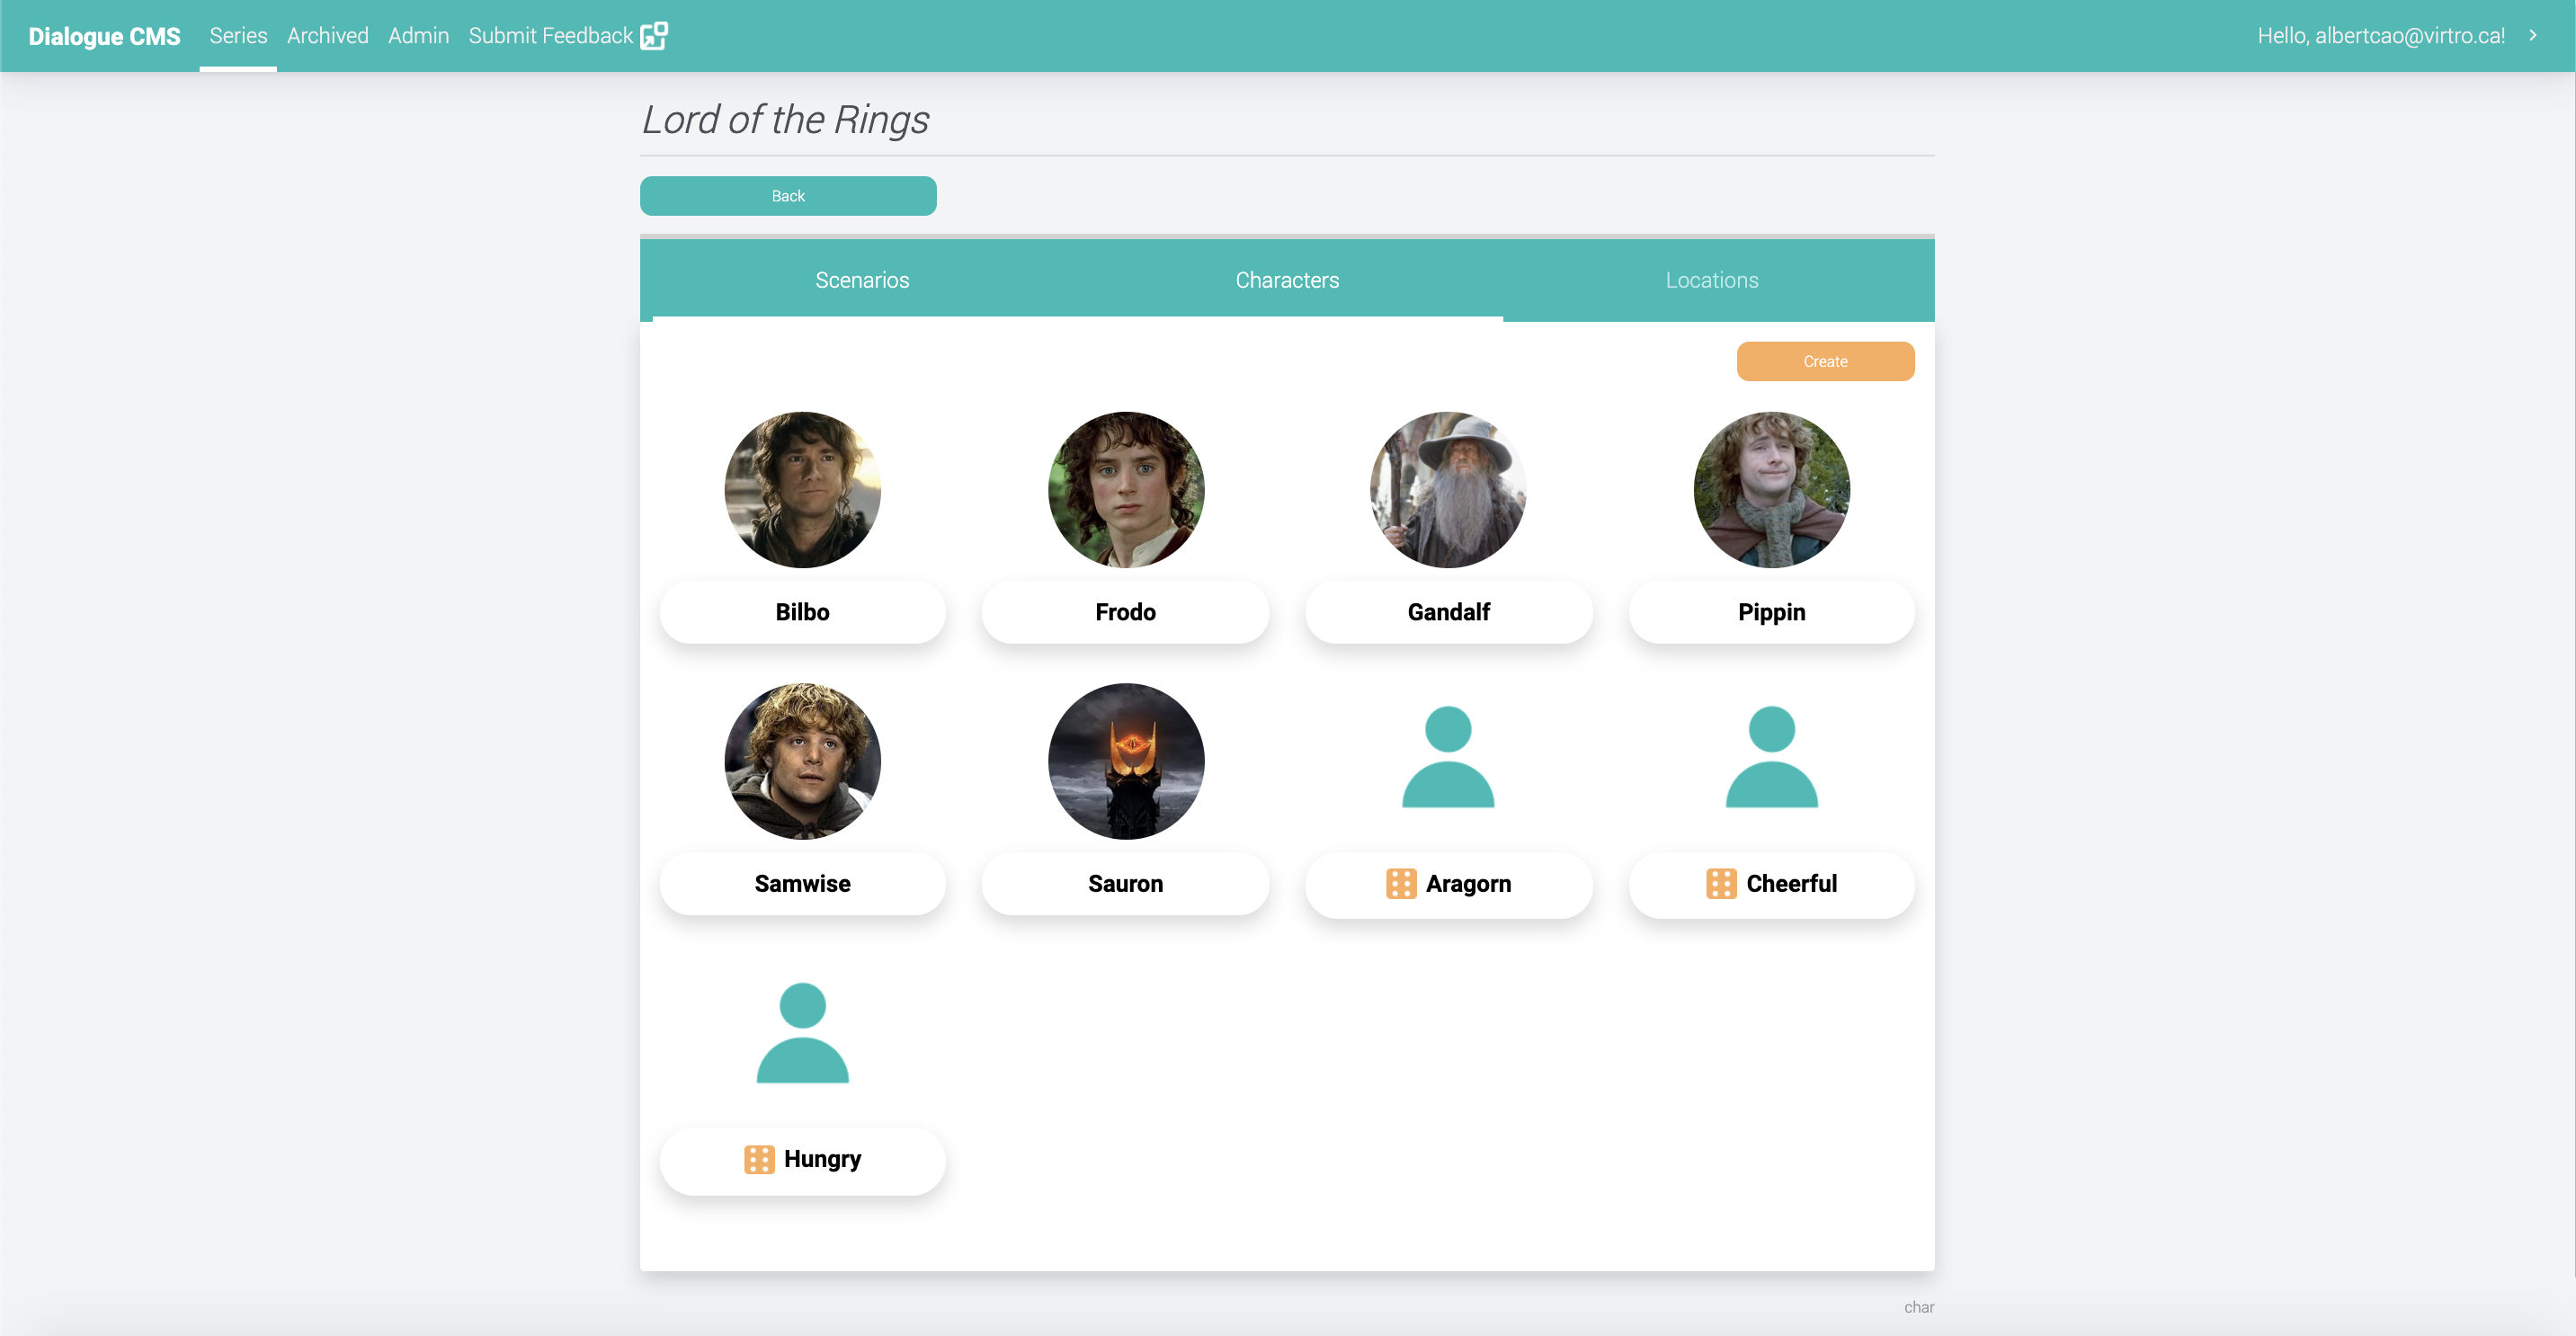 Dialogue CMS Series Archived Admin Submit Feedback Hello, albertcao@virtro.ca!
Lord of the Rings
Back
Scenarios Characters Locations
Create
Bilbo Frodo Gandalf Pippin
Samwise Sauron Aragorn Cheerful
Hungry
char